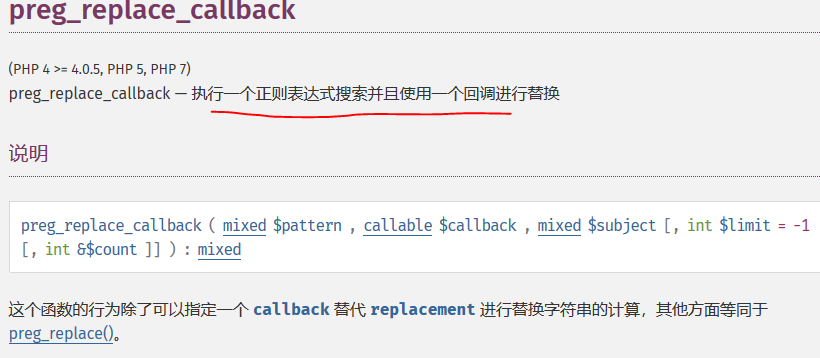 preg_replace_callback
(PHP 4 >= 4.0.5, PHP 5, PHP 7)
preg_replace_callback — 执行一个正则表达式搜索并且使用一个回调进行替换
说明
preg_replace_callback ( mixed $pattern , callable $callback , mixed $subject [, int $limit = -1
[, int &$count ]] ) : mixed
这个函数的行为除了可以指定一个 callback 替代 replacement 进行替换字符串的计算，其他方面等同于
preg_replace()。